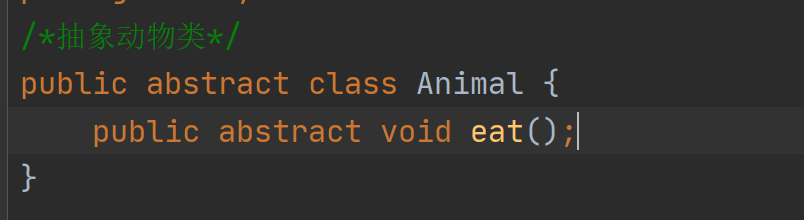 /*抽象动物类*/
public abstract class Animal {
    public abstract void eat();
}